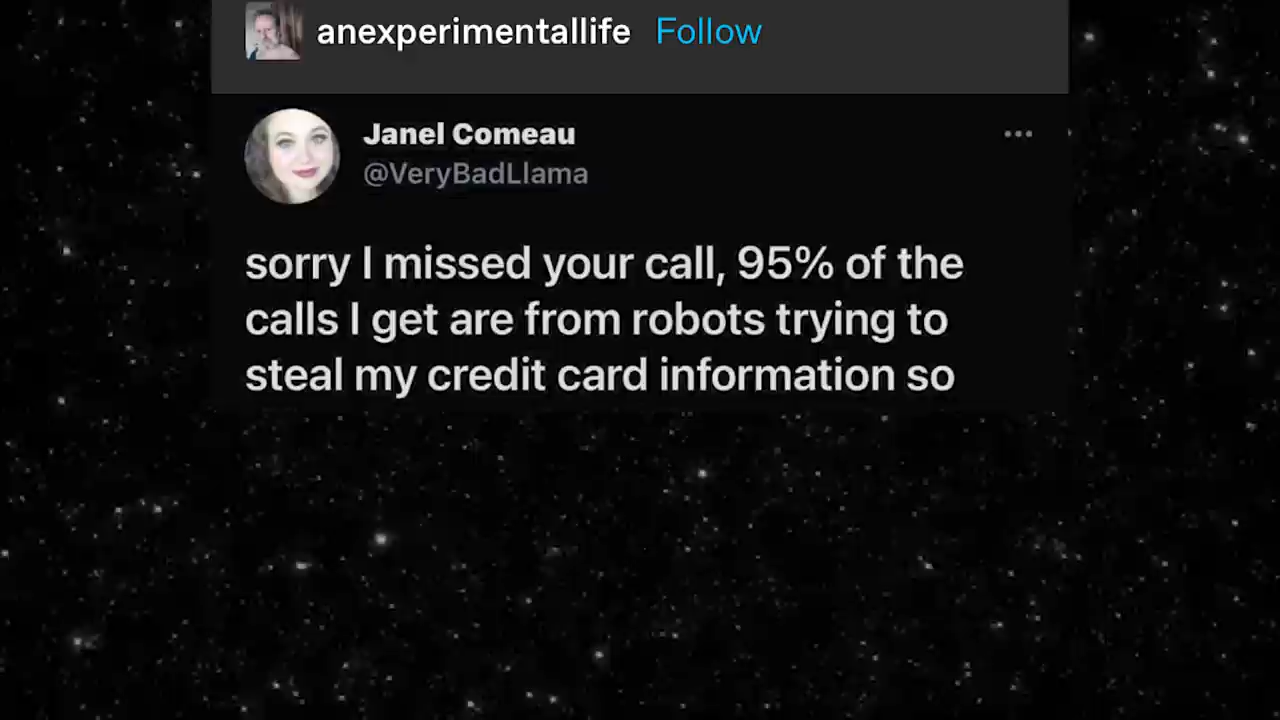 anexperimentallife Follow
Janel Comeau
@VeryBadLlama
sorry I missed your call, 95% of the
calls I get are from robots trying to
steal my credit card information so